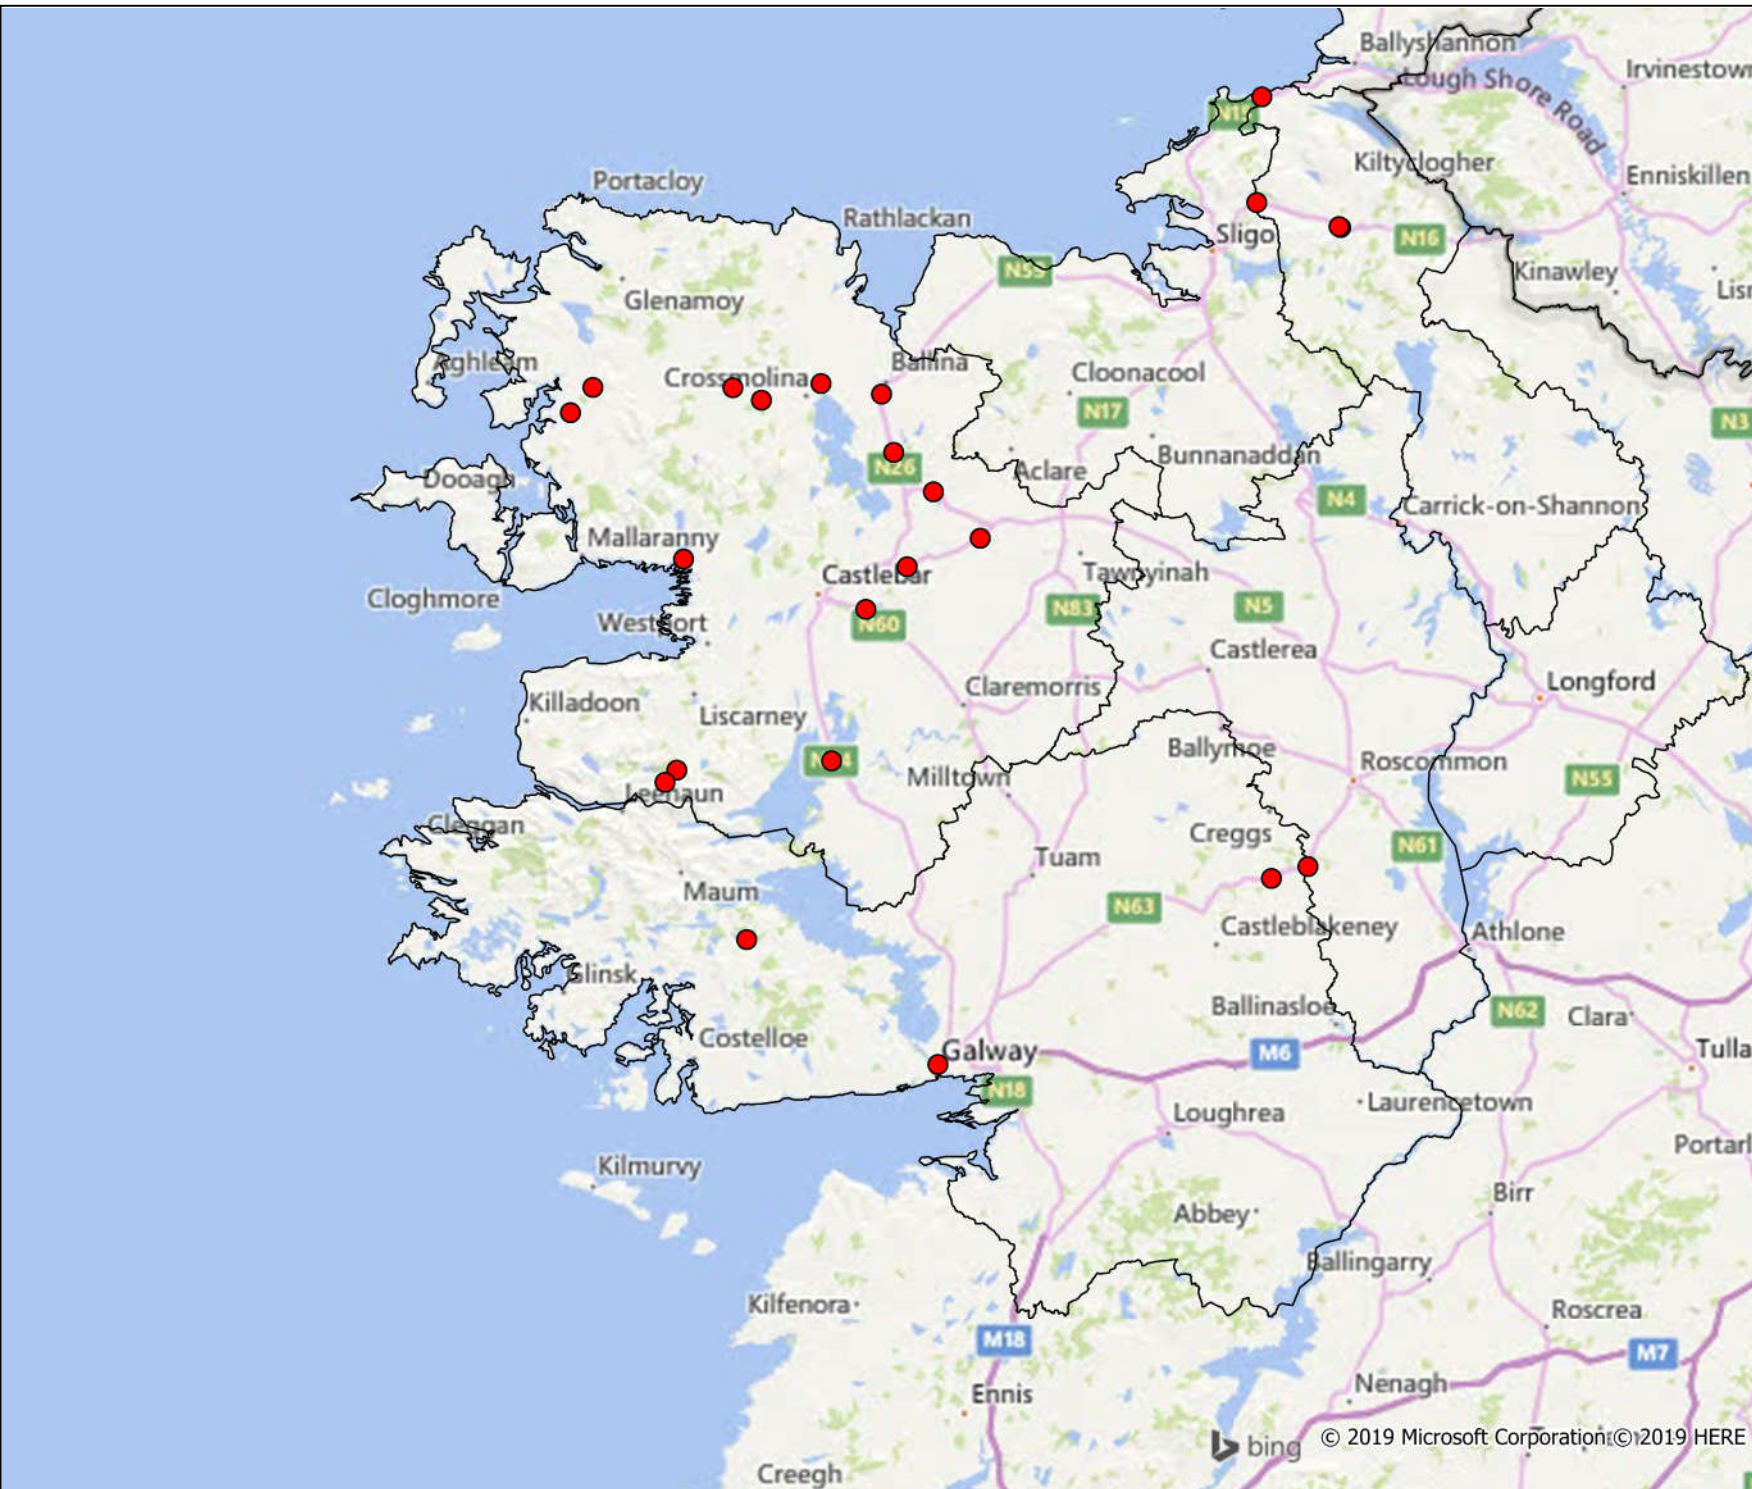 Ballyshannon
Irvinestown
Lough Shore Road
N15
Kiltyclogher
Enniskillen
Portacloy
Rathlackan
Sligo
N16
Kinawley
N59
Glenamoy
Aghleam
Crossmolina
Ballina
Cloonacool
N17
N3
Bunnanaddan
Dooagh
N26
Aclare
N4
Carrick-on-Shannon
Mallaranny
Castlebar
Tawnyinah
Cloghmore
N83
N5
Westport
N60
Castlerea
Claremorris
Longford
Killadoon
Liscarney
Ballymoe
Roscommon
Milltown
N55
Leenaun
Cleggan
Creggs
N61
Tuam
Maum
N63
Castleblakeney
Athlone
Glinsk
Ballinasloe
N62
Clara
Costelloe
Galway
M6
Tulla
N18
Loughrea
Laurencetown
Portarl
Kilmurvy
Birr
Abbey
Ballingarry
Kilfenora
Roscrea
M18
M7
Ennis
Nenagh
bing
© 2019 Microsoft Corporation © 2019 HERE
Creegh